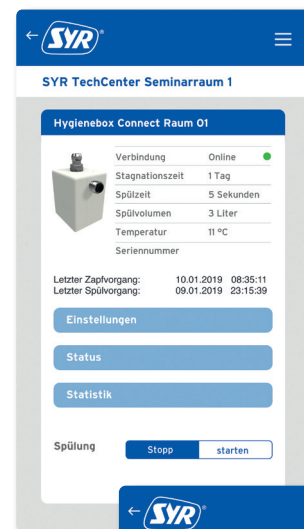 ← SYR®
SYR TechCenter Seminarraum 1
Hygienebox Connect Raum 01
Verbindung Online
Stagnationszeit 1 Tag
Spülzeit 5 Sekunden
Spülvolumen 3 Liter
Temperatur 11 °C
Seriennummer
Letzter Zapfvorgang: 10.01.2019 08:35:11
Letzter Spülvorgang: 09.01.2019 23:15:39
Einstellungen
Status
Statistik
Spülung Stopp starten
← SYR®